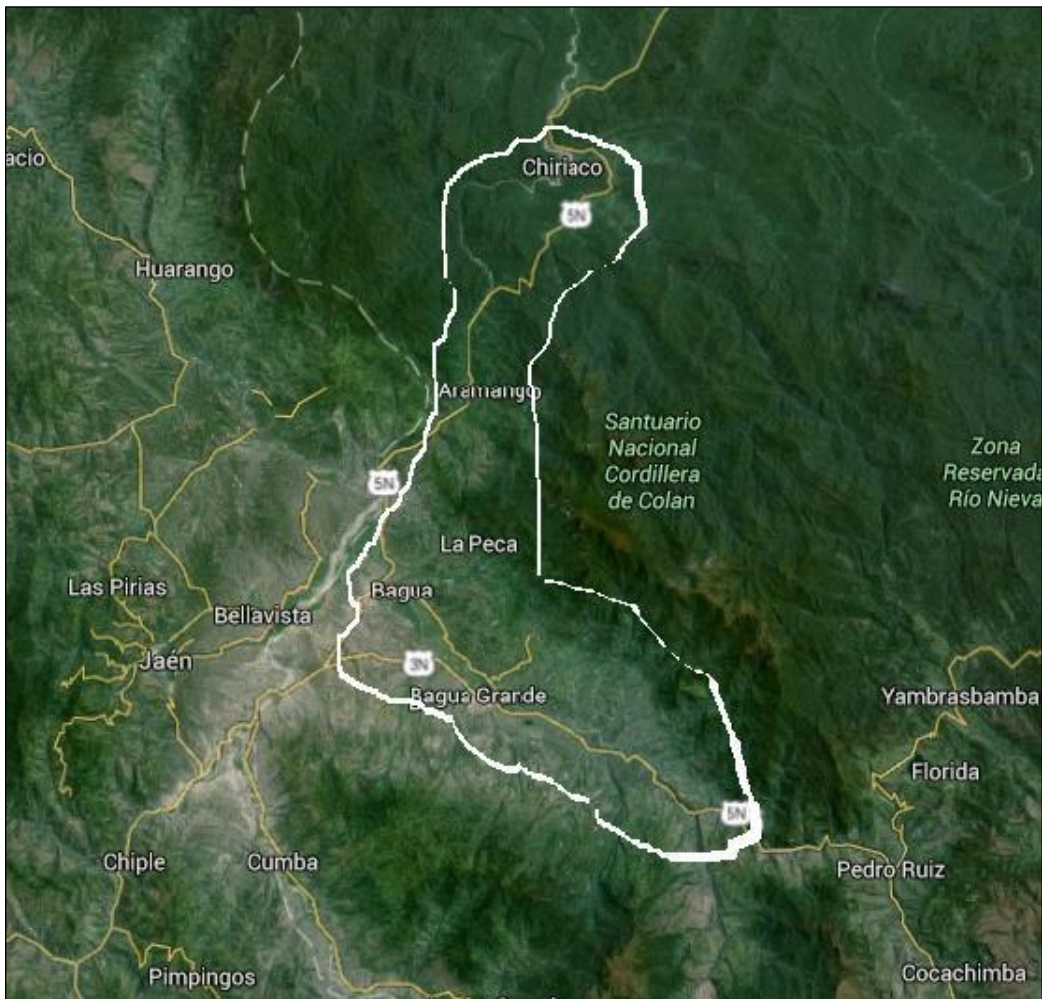 acio
Chiriaco
5N
Huarango
Aramango
Santuario
Nacional
Cordillera
de Colan
Zona
Reservada
Río Nieva
5N
La Peca
Las Pirias
Bagua
Bellavista
Jaén
3N
Bagua Grande
Yambrasbamba
Florida
5N
Chiple
Cumba
Pedro Ruiz
Pimpingos
Cocachimba